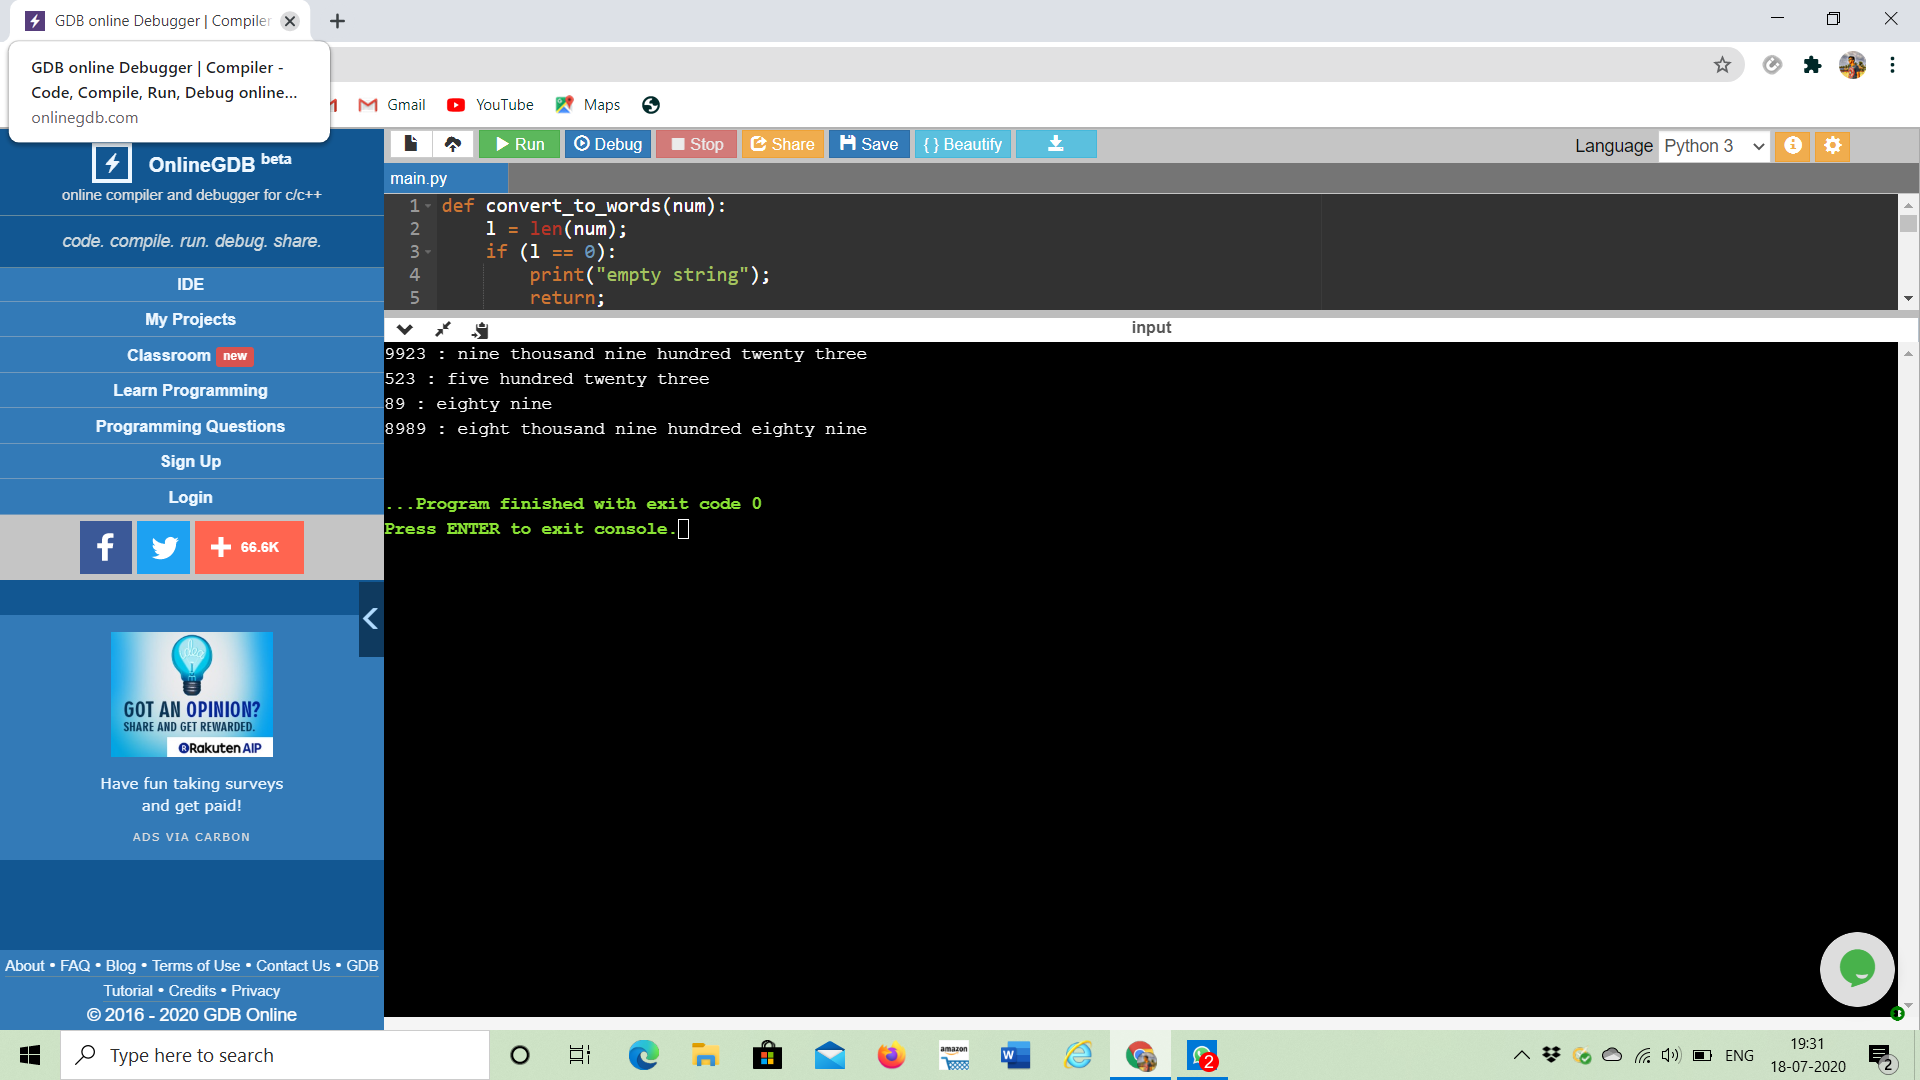 GDB online Debugger | Compiler
GDB online Debugger | Compiler -
Code, Compile, Run, Debug online...
onlinegdb.com
Gmail
YouTube
Maps
OnlineGDB beta
online compiler and debugger for c/c++
code. compile. run. debug. share.
IDE
My Projects
Classroom new
Learn Programming
Programming Questions
Sign Up
Login
f
66.6K
idea
GOT AN OPINION?
SHARE AND GET REWARDED.
Rakuten AIP
Have fun taking surveys
and get paid!
ADS VIA CARBON
About • FAQ • Blog • Terms of Use • Contact Us • GDB
Tutorial • Credits • Privacy
© 2016 - 2020 GDB Online
Run
Debug
Stop
Share
Save
{ } Beautify
Language Python 3
main.py
1 def convert_to_words(num):
2 l = len(num);
3 if (l == 0):
4 print("empty string");
5 return;
input
9923 : nine thousand nine hundred twenty three
523 : five hundred twenty three
89 : eighty nine
8989 : eight thousand nine hundred eighty nine
...Program finished with exit code 0
Press ENTER to exit console.
Type here to search
amazon
W
2
ENG
19:31
18-07-2020
2